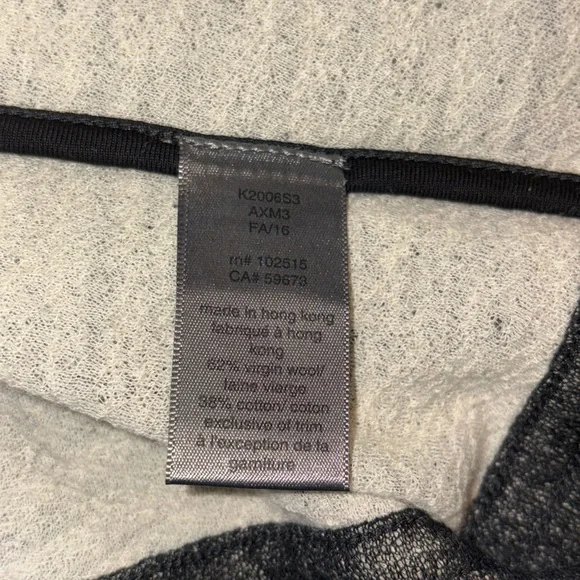 K2006S3
AXM3
FA/16
rn# 102515
CA# 59673
made in hong kong
fabriqué à hong
kong
62% virgin wool/
laine vierge
38% cotton/ coton
exclusive of trim
à l'exception de la
garniture